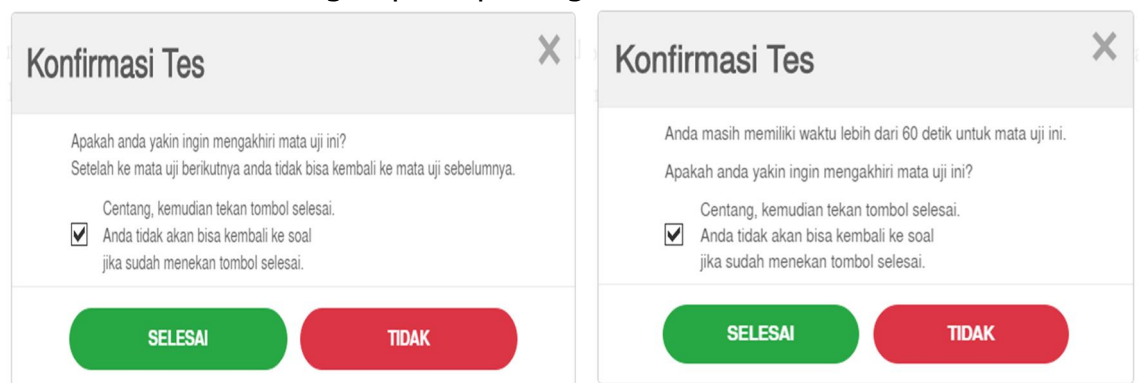 Konfirmasi Tes
Apakah anda yakin ingin mengakhiri mata uji ini?
Setelah ke mata uji berikutnya anda tidak bisa kembali ke mata uji sebelumnya.
Centang, kemudian tekan tombol selesai.
Anda tidak akan bisa kembali ke soal
jika sudah menekan tombol selesai.
SELESAI
TIDAK
Konfirmasi Tes
Anda masih memiliki waktu lebih dari 60 detik untuk mata uji ini.
Apakah anda yakin ingin mengakhiri mata uji ini?
Centang, kemudian tekan tombol selesai.
Anda tidak akan bisa kembali ke soal
jika sudah menekan tombol selesai.
SELESAI
TIDAK